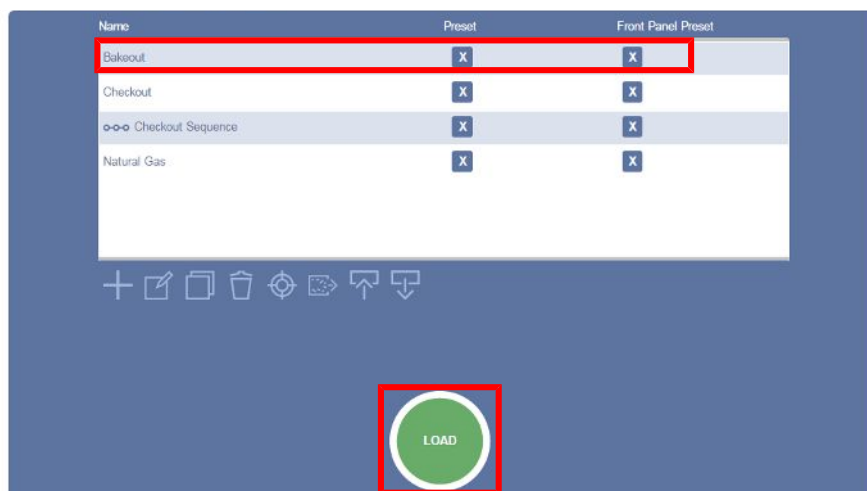 Name Preset Front Panel Preset
Bakeout X X
Checkout X X
Checkout Sequence X X
Natural Gas X X
LOAD